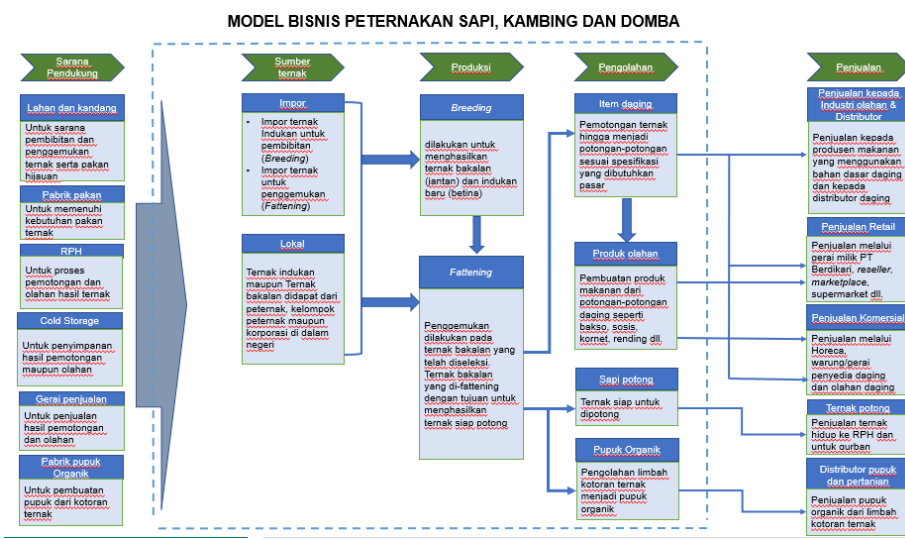 MODEL BISNIS PETERNAKAN SAPI, KAMBING DAN DOMBA
Sarana
Pendukung
Lahan dan kandang
Untuk sarana
pembibitan dan
penggemukan
ternak serta pakan
hijauan
Pabrik pakan
Untuk memenuhi
kebutuhan pakan
ternak
RPH
Untuk proses
pemotongan dan
olahan hasil ternak
Cold Storage
Untuk penyimpanan
hasil pemotongan
maupun olahan
Gerai penjualan
Untuk penjualan
hasil pemotongan
dan olahan
Pabrik pupuk
Organik
Untuk pembuatan
pupuk dari kotoran
ternak
Sumber
ternak
Impor
• Impor ternak
Indukan untuk
pembibitan
(Breeding)
• Impor ternak
untuk
penggemukan
(Fattening)
Lokal
Ternak indukan
maupun Ternak
bakalan didapat dari
peternak, kelompok
peternak maupun
korporasi di dalam
negeri
Produksi
Breeding
dilakukan untuk
menghasilkan
ternak bakalan
(jantan) dan indukan
baru (betina)
Fattening
Penggemukan
dilakukan pada
ternak bakalan yang
telah diseleksi.
Ternak bakalan
yang di-fattening
dengan tujuan untuk
menghasilkan
ternak siap potong
Pengolahan
Item daging
Pemotongan ternak
hingga menjadi
potongan-potongan
sesuai spesifikasi
yang dibutuhkan
pasar
Produk olahan
Pembuatan produk
makanan dari
potongan-potongan
daging seperti
bakso, sosis,
kornet, rending dll.
Sapi potong
Ternak siap untuk
dipotong
Pupuk Organik
Pengolahan limbah
kotoran ternak
menjadi pupuk
organik
Penjualan
Penjualan kepada
Industri olahan &
Distributor
Penjualan kepada
produsen makanan
yang menggunakan
bahan dasar daging
dan kepada
distributor daging
Penjualan Retail
Penjualan melalui
gerai milik PT
Berdikari, reseller,
marketplace,
supermarket dll.
Penjualan Komersial
Penjualan melalui
Horeca,
warung/gerai
penyedia daging
dan olahan daging
Ternak potong
Penjualan ternak
hidup ke RPH dan
untuk qurban
Distributor pupuk
dan pertanian
Penjualan pupuk
organik dari limbah
kotoran ternak